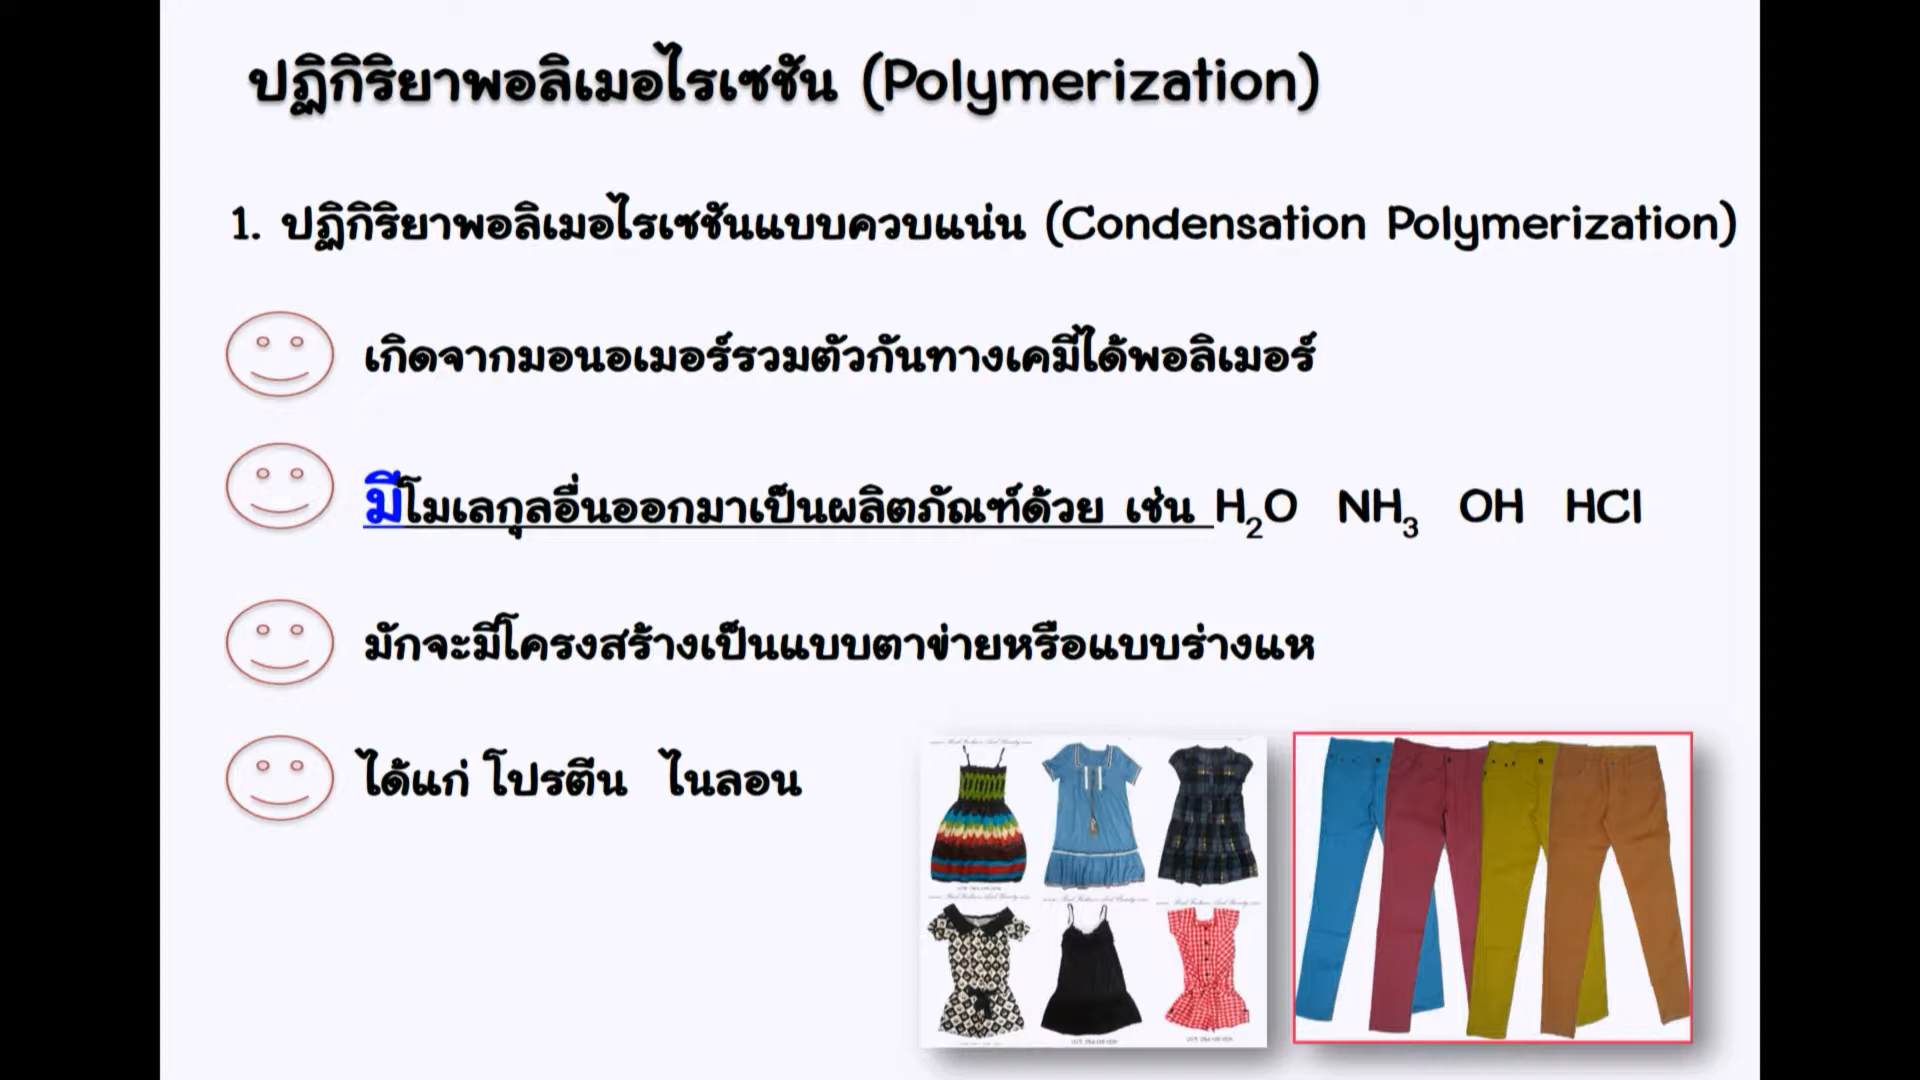 ปฏิกิริยาพอลิเมอไรเซชัน (Polymerization)
1. ปฏิกิริยาพอลิเมอไรเซชันแบบควบแน่น (Condensation Polymerization)
เกิดจากมอนอเมอร์รวมตัวกันทางเคมีได้พอลิเมอร์
มีโมเลกุลอื่นออกมาเป็นผลิตภัณฑ์ด้วย เช่น H₂O NH₃ OH HCl
มักจะมีโครงสร้างเป็นแบบตาข่ายหรือแบบร่างแห
ได้แก่ โปรตีน ไนลอน